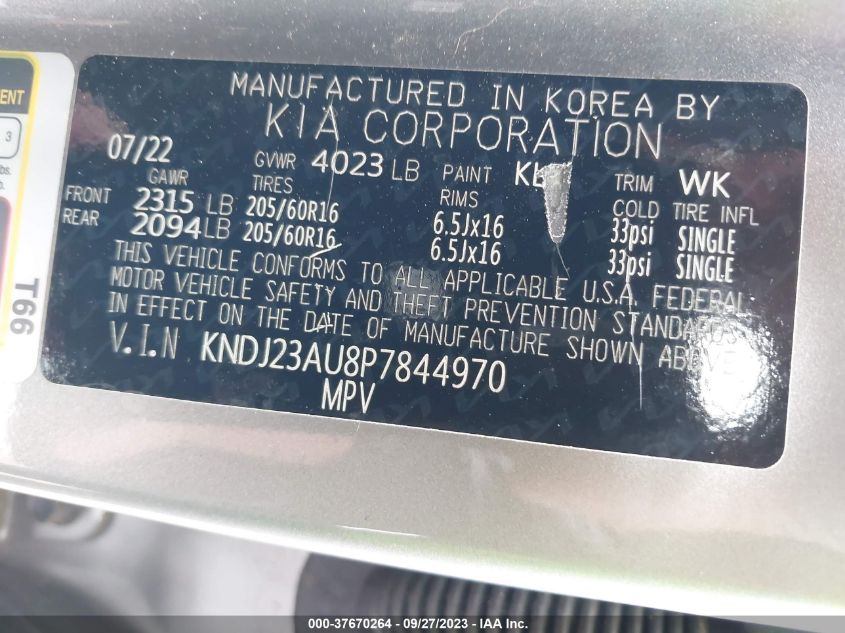 MANUFACTURED IN KOREA BY
KIA CORPORATION
07/22 GVWR 4023 LB PAINT TRIM WK
GAWR TIRES RIMS COLD TIRE INFL
FRONT 2315 LB 205/60R16 6.5Jx16 33psi SINGLE
REAR 2094 LB 205/60R16 6.5Jx16 33psi SINGLE
THIS VEHICLE CONFORMS TO ALL APPLICABLE U.S.A. FEDERAL
MOTOR VEHICLE SAFETY AND THEFT PREVENTION STANDARDS
IN EFFECT ON THE DATE OF MANUFACTURE SHOWN ABOVE
V.I.N KNDJ23AU8P7844970
MPV
ENT
3
T66
000-37670264 / 09/27/2023 - IAA Inc.